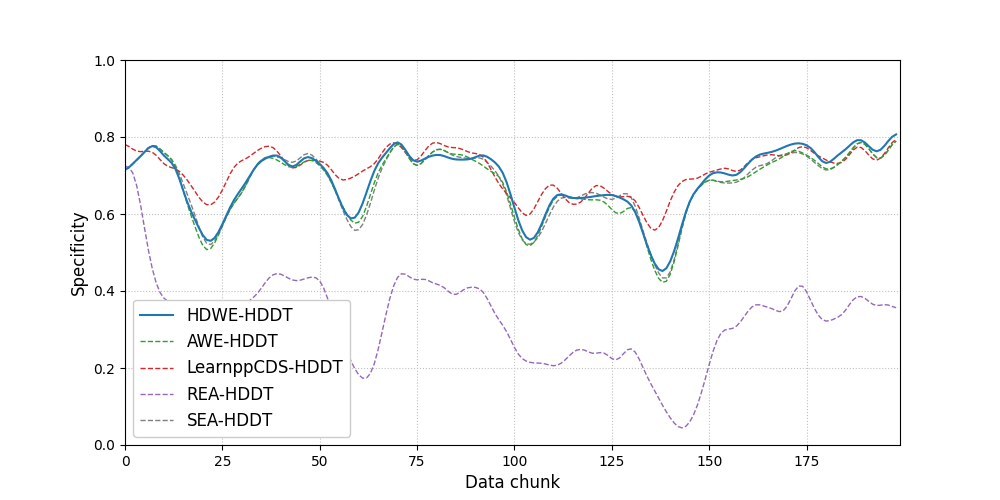 1.0
0.8
0.6
0.4
0.2
0.0
Specificity
HDWE-HDDT
AWE-HDDT
LearnppCDS-HDDT
REA-HDDT
SEA-HDDT
0 25 50 75 100 125 150 175
Data chunk